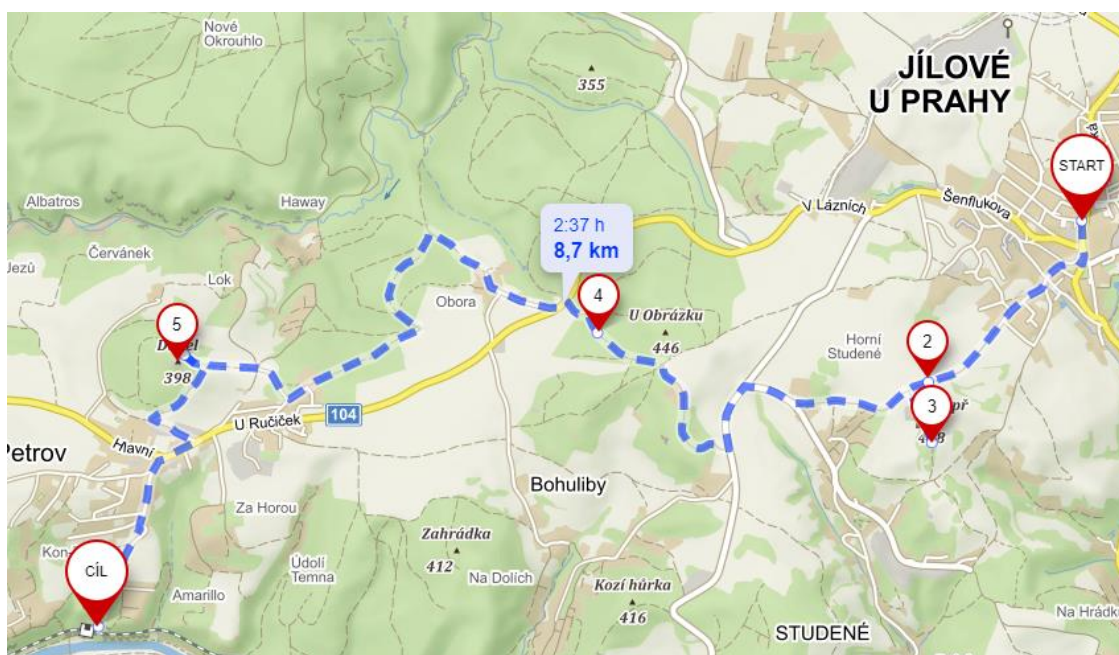 Nové
Okrouhlo
355
JÍLOVÉ
U PRAHY
START
Albatros
Haway
V Lázních
Šenflukova
2:37 h
8,7 km
Červánek
Jezů
Lok
Obora
4
U Obrázku
446
5
398
Horní
Studené
2
3
U Ručiček
104
Hlavní
Petrov
Bohuliby
Za Horou
Zahrádka
412
Údolí
Temna
Na Dolích
Kozí hůrka
416
CÍL
Amarillo
STUDENÉ
Na Hrádku